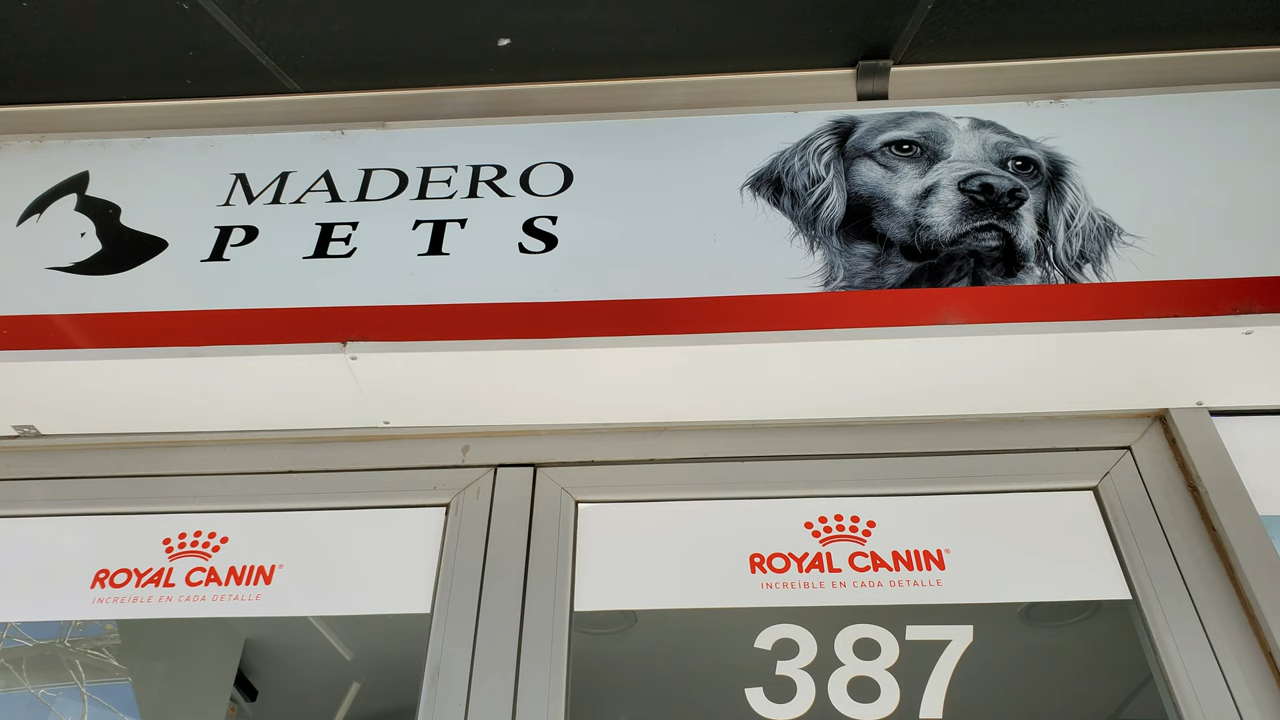 MADERO
PETS
ROYAL CANIN®
INCREÍBLE EN CADA DETALLE
ROYAL CANIN®
INCREÍBLE EN CADA DETALLE
387